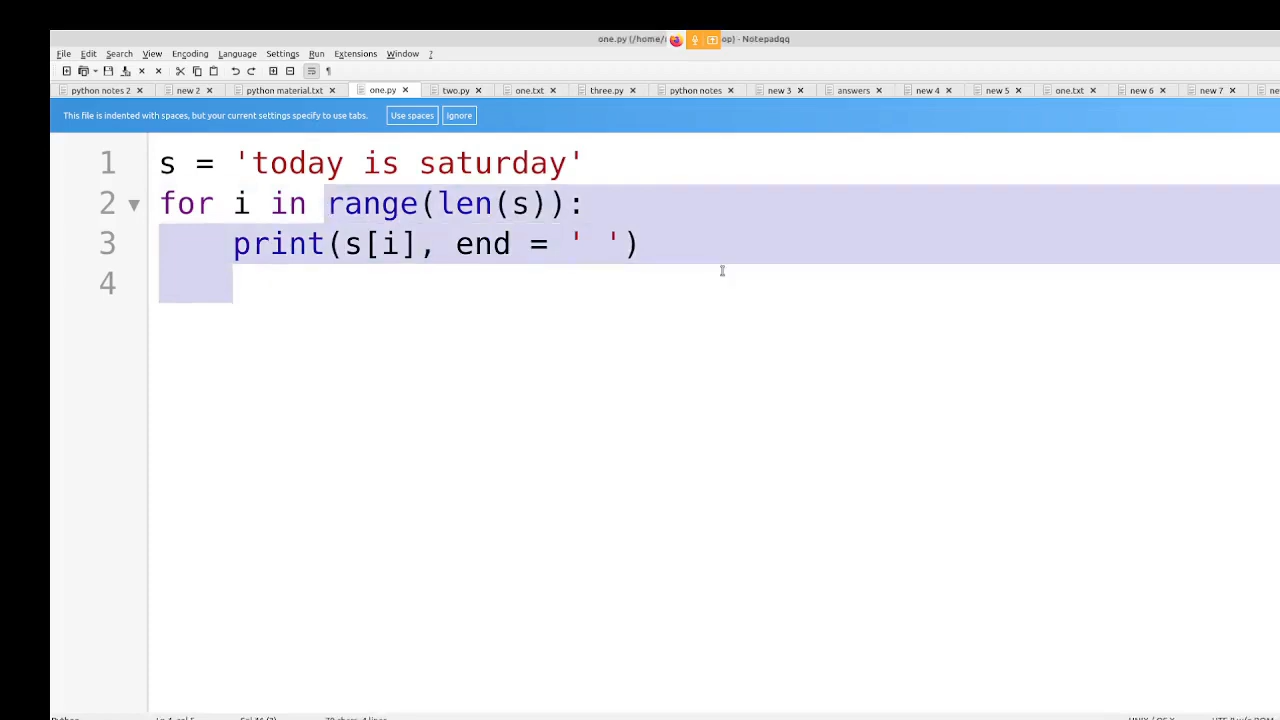 one.py (/home/ op) - Notepadqq
File Edit Search View Encoding Language Settings Run Extensions Window ?
python notes 2 new 2 python material.txt one.py two.py one.txt three.py python notes new 3 answers new 4 new 5 one.txt new 6 new 7
This file is indented with spaces, but your current settings specify to use tabs. Use spaces Ignore
1 s = 'today is saturday'
2 for i in range(len(s)):
3 print(s[i], end = ' ')
4